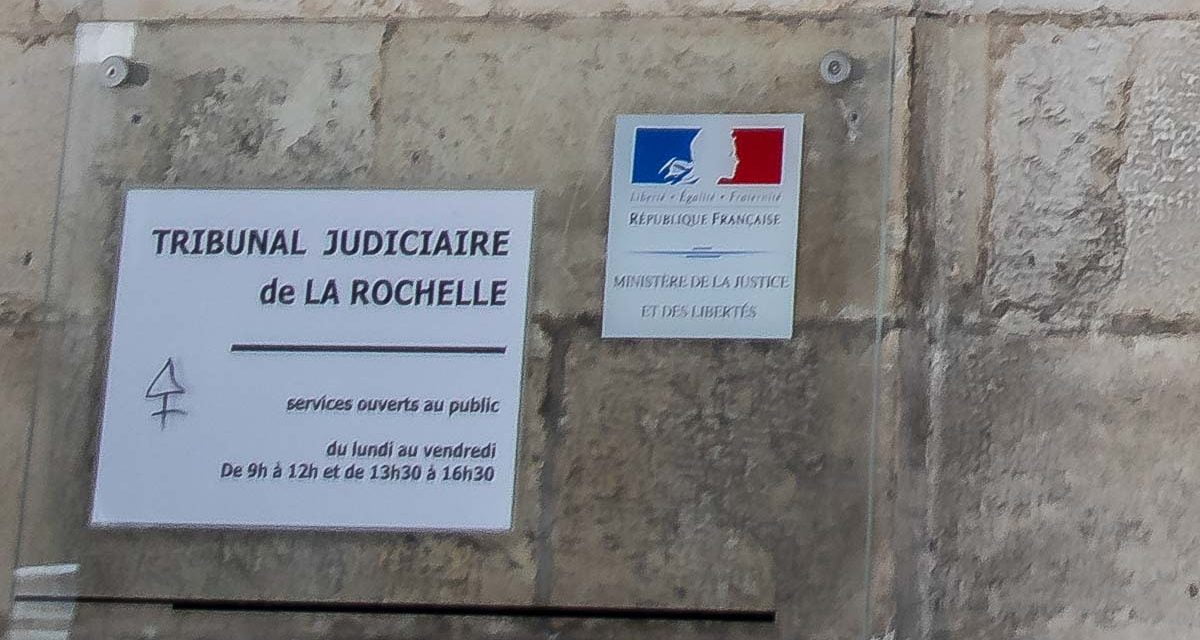 TRIBUNAL JUDICIAIRE
de LA ROCHELLE
services ouverts au public
du lundi au vendredi
De 9h à 12h et de 13h30 à 16h30
Liberté • Égalité • Fraternité
RÉPUBLIQUE FRANÇAISE
MINISTÈRE DE LA JUSTICE
ET DES LIBERTÉS